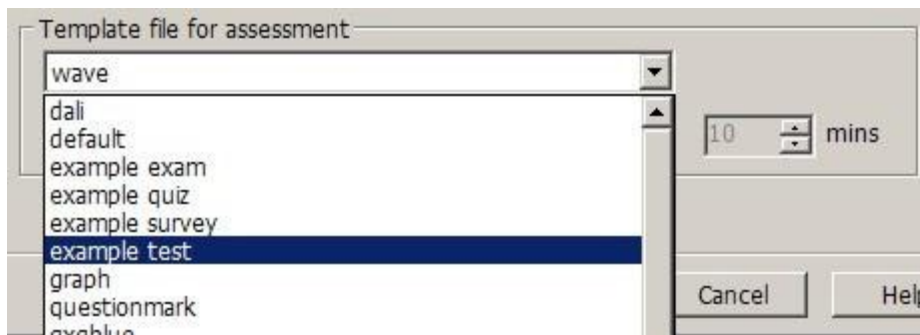 Template file for assessment
wave
dali
default
10 mins
example exam
example quiz
example survey
example test
graph
questionmark
Cancel